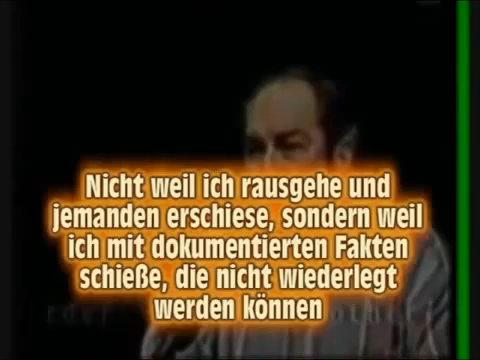 Nicht weil ich rausgehe und
jemanden erschiese, sondern weil
ich mit dokumentierten Fakten
schieße, die nicht wiederlegt
werden können